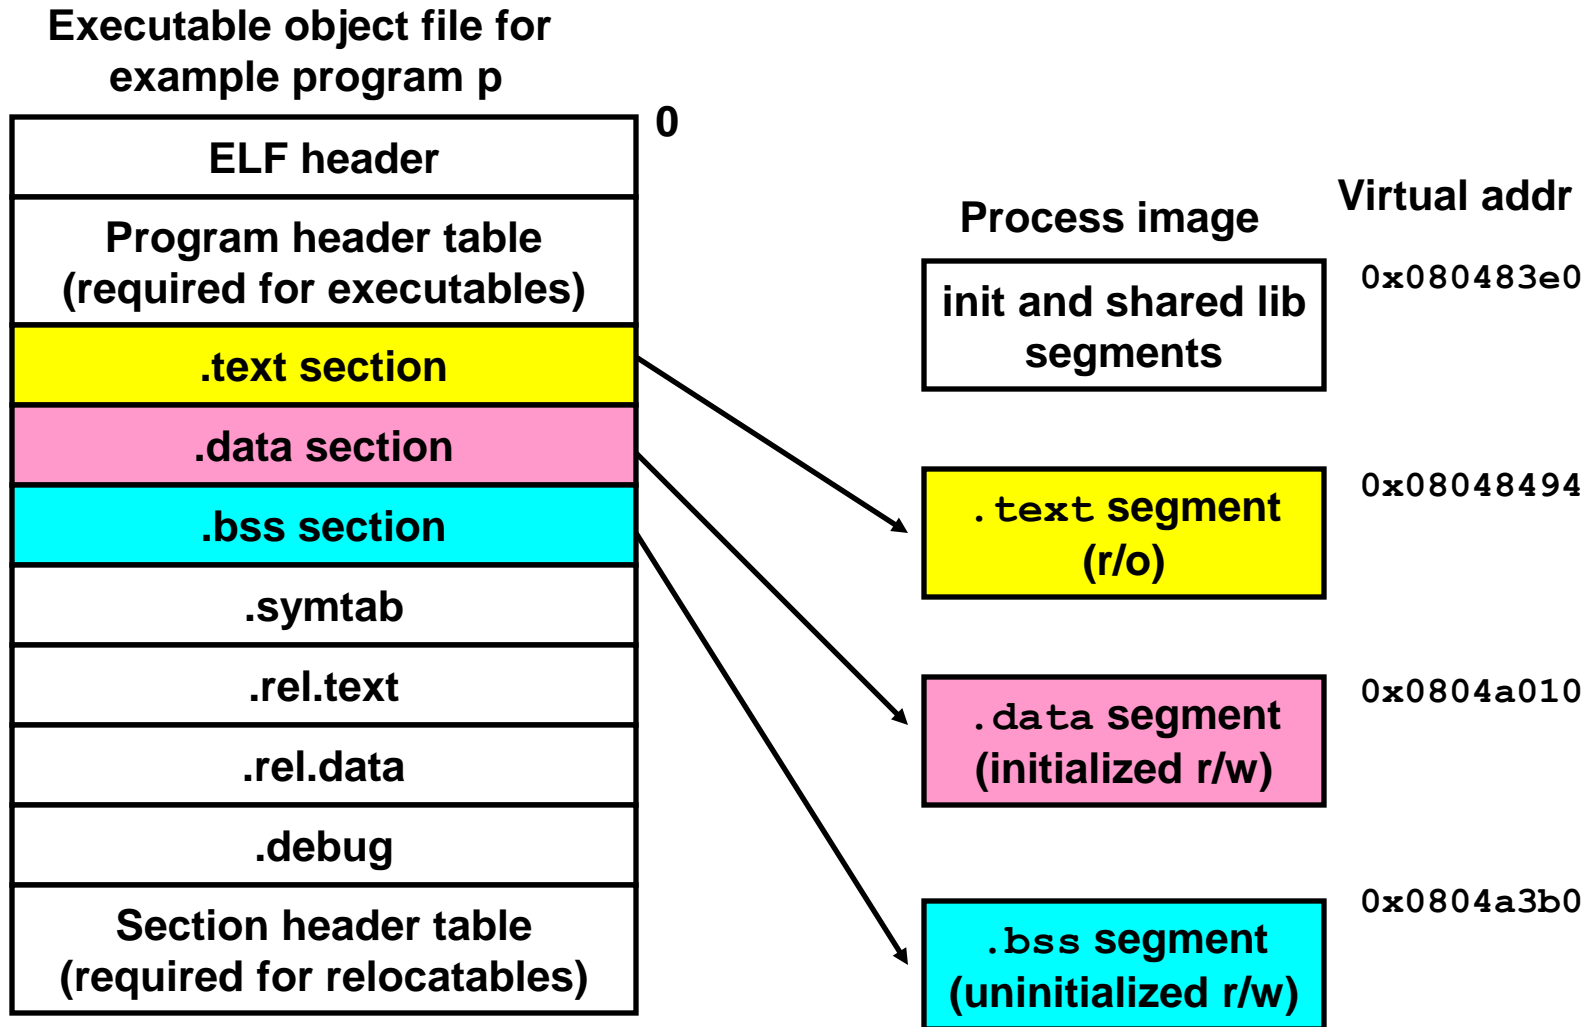 Executable object file for
example program p
0
ELF header
Program header table
(required for executables)
.text section
.data section
.bss section
.symtab
.rel.text
.rel.data
.debug
Section header table
(required for relocatables)
Process image
Virtual addr
init and shared lib
segments
0x080483e0
.text segment
(r/o)
0x08048494
.data segment
(initialized r/w)
0x0804a010
.bss segment
(uninitialized r/w)
0x0804a3b0